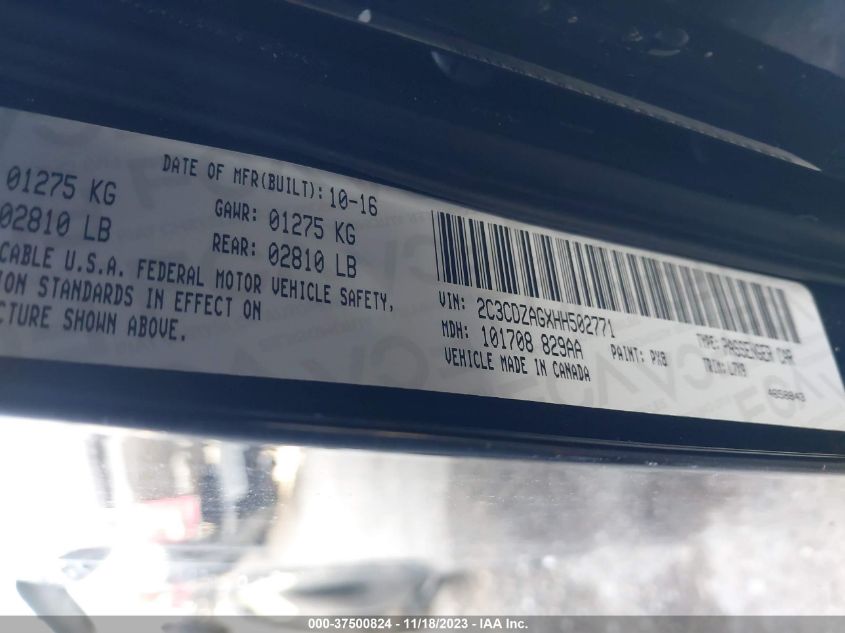 DATE OF MFR(BUILT): 10-16
01275 KG
02810 LB
GAWR: 01275 KG
REAR: 02810 LB
CABLE U.S.A. FEDERAL MOTOR VEHICLE SAFETY,
ION STANDARDS IN EFFECT ON
CTURE SHOWN ABOVE.
VIN: 2C3CDZAGXHH502771
TYPE: PASSENGER CAR
MDH: 101708 829AA
PAINT: PX8
TRIM: L7X9
VEHICLE MADE IN CANADA
000-37500824 - 11/18/2023 - IAA Inc.